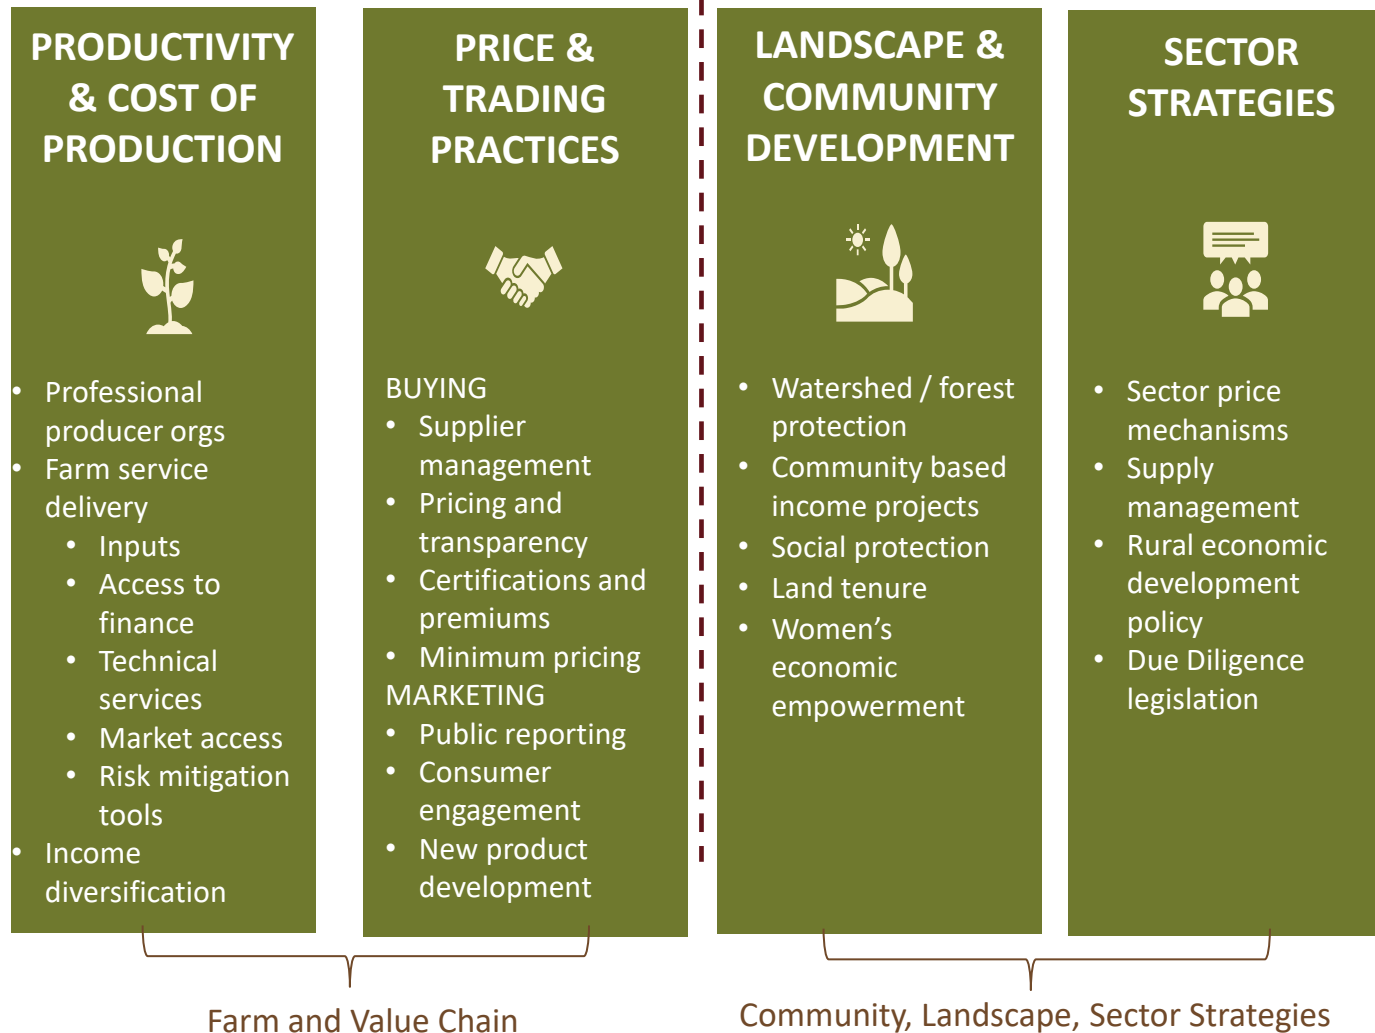 PRODUCTIVITY
& COST OF
PRODUCTION
• Professional
producer orgs
• Farm service
delivery
• Inputs
• Access to
finance
• Technical
services
• Market access
• Risk mitigation
tools
• Income
diversification
PRICE &
TRADING
PRACTICES
BUYING
• Supplier
management
• Pricing and
transparency
• Certifications and
premiums
• Minimum pricing
MARKETING
• Public reporting
• Consumer
engagement
• New product
development
LANDSCAPE &
COMMUNITY
DEVELOPMENT
• Watershed / forest
protection
• Community based
income projects
• Social protection
• Land tenure
• Women’s
economic
empowerment
SECTOR
STRATEGIES
• Sector price
mechanisms
• Supply
management
• Rural economic
development
policy
• Due Diligence
legislation
Farm and Value Chain
Community, Landscape, Sector Strategies